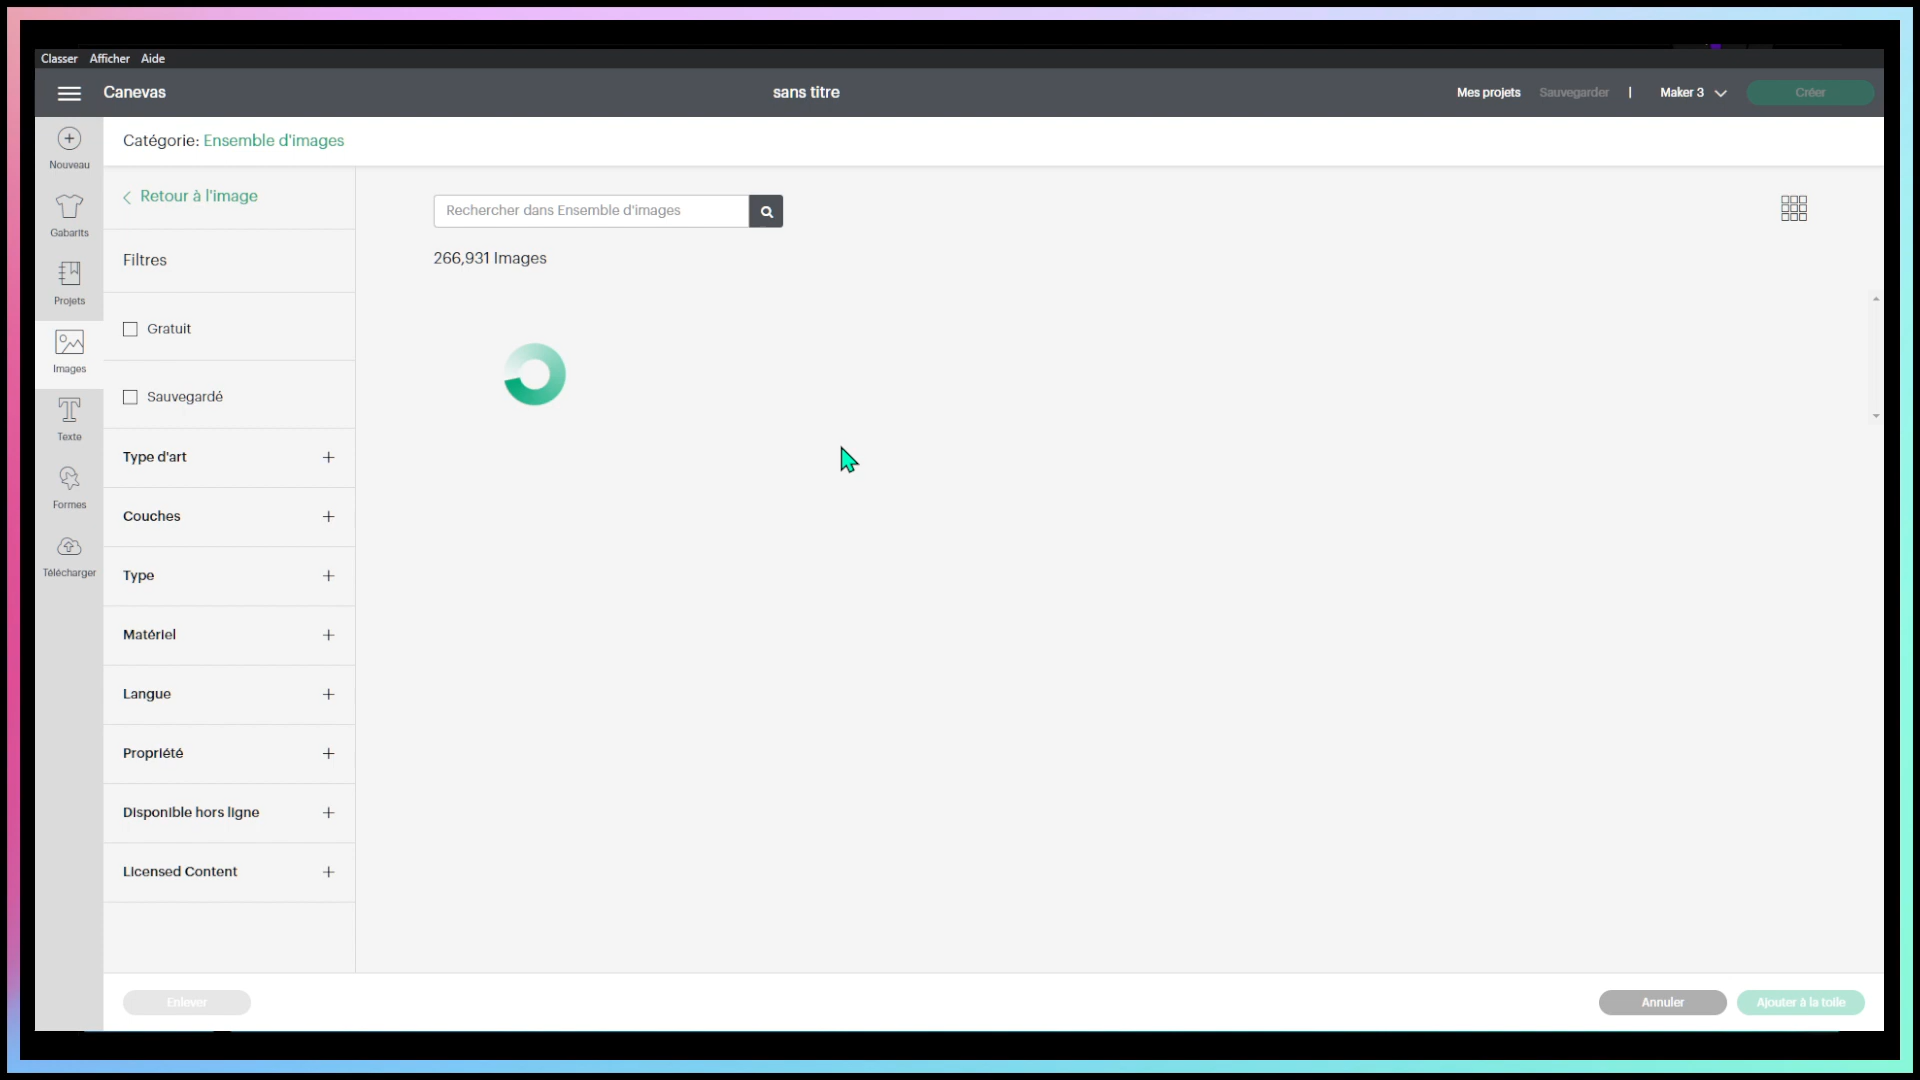 Classer Afficher Aide
Canevas
sans titre
Mes projets Sauvegarder | Maker 3 Créer
Nouveau
Gabarits
Projets
Images
Texte
Formes
Télécharger
Catégorie: Ensemble d'images
Retour à l'image
Filtres
Gratuit
Sauvegardé
Type d'art
Couches
Type
Matériel
Langue
Propriété
Disponible hors ligne
Licensed Content
Rechercher dans Ensemble d'images
266,931 Images
Enlever
Annuler
Ajouter à la toile